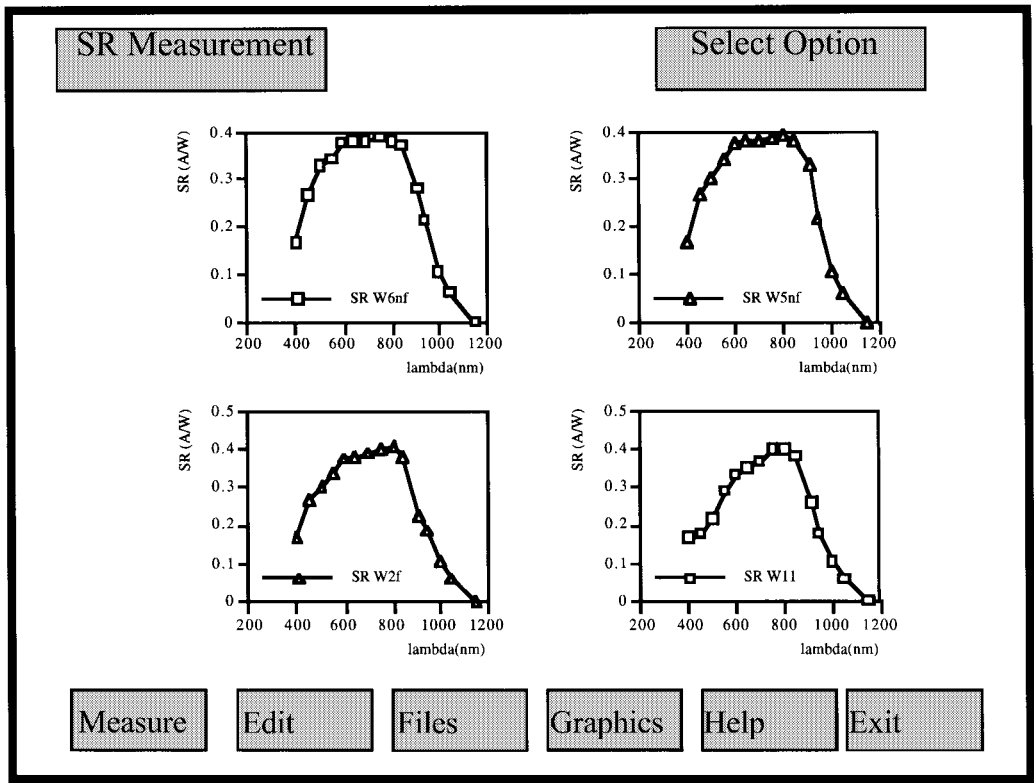 SR Measurement
Select Option
SR (A/W)
0.4
0.3
0.2
0.1
0
SR W6nf
200 400 600 800 1000 1200
lambda(nm)
SR (A/W)
0.4
0.3
0.2
0.1
0
SR W5nf
200 400 600 800 1000 1200
lambda(nm)
SR (A/W)
0.5
0.4
0.3
0.2
0.1
0
SR W2f
200 400 600 800 1000 1200
lambda(nm)
SR (A/W)
0.5
0.4
0.3
0.2
0.1
0
SR W11
200 400 600 800 1000 1200
lambda(nm)
Measure Edit Files Graphics Help Exit